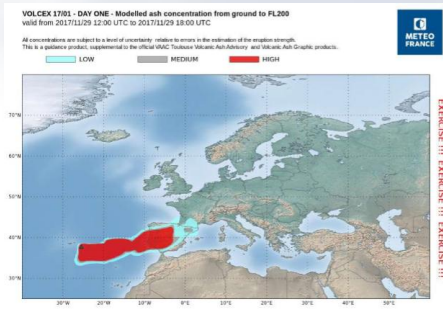 VOLCEX 17/01 - DAY ONE - Modelled ash concentration from ground to FL200
valid from 2017/11/29 12:00 UTC to 2017/11/29 18:00 UTC
All concentrations are subject to a level of uncertainty relative to errors in the estimation of the eruption strength.
This is a guidance product, supplemental to the official VAAC Toulouse Volcanic Ash Advisory and Volcanic Ash Graphic products.
METEO
FRANCE
LOW MEDIUM HIGH
70°N
60°N
50°N
40°N
30°N
30°W 20°W 10°W 0°E 10°E 20°E 30°E 40°E 50°E
EXERCISE !!! EXERCISE !!! EXERCISE !!!